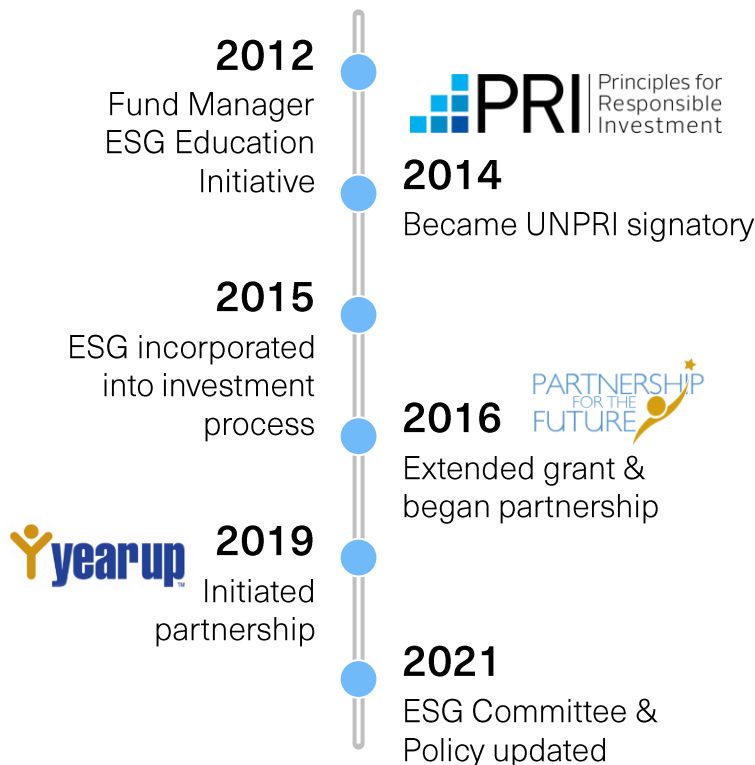 2012
Fund Manager
ESG Education
Initiative
PRI
Principles for
Responsible
Investment
2014
Became UNPRI signatory
2015
ESG incorporated
into investment
process
PARTNERSHIP
FOR THE
FUTURE
2016
Extended grant &
began partnership
yearup™
2019
Initiated
partnership
2021
ESG Committee &
Policy updated